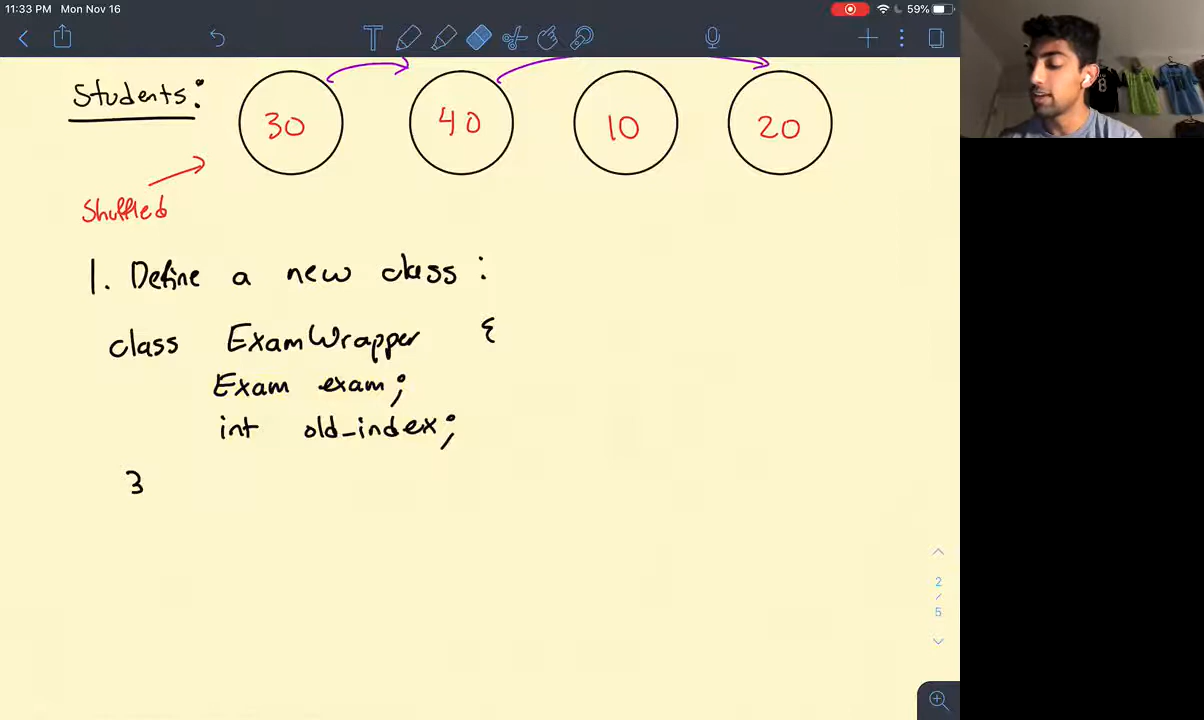 11:33 PM Mon Nov 16
59%
Students:
30 40 10 20
Shuffled
1. Define a new class:
class ExamWrapper {
Exam exam;
int old_index;
}
2
/
5